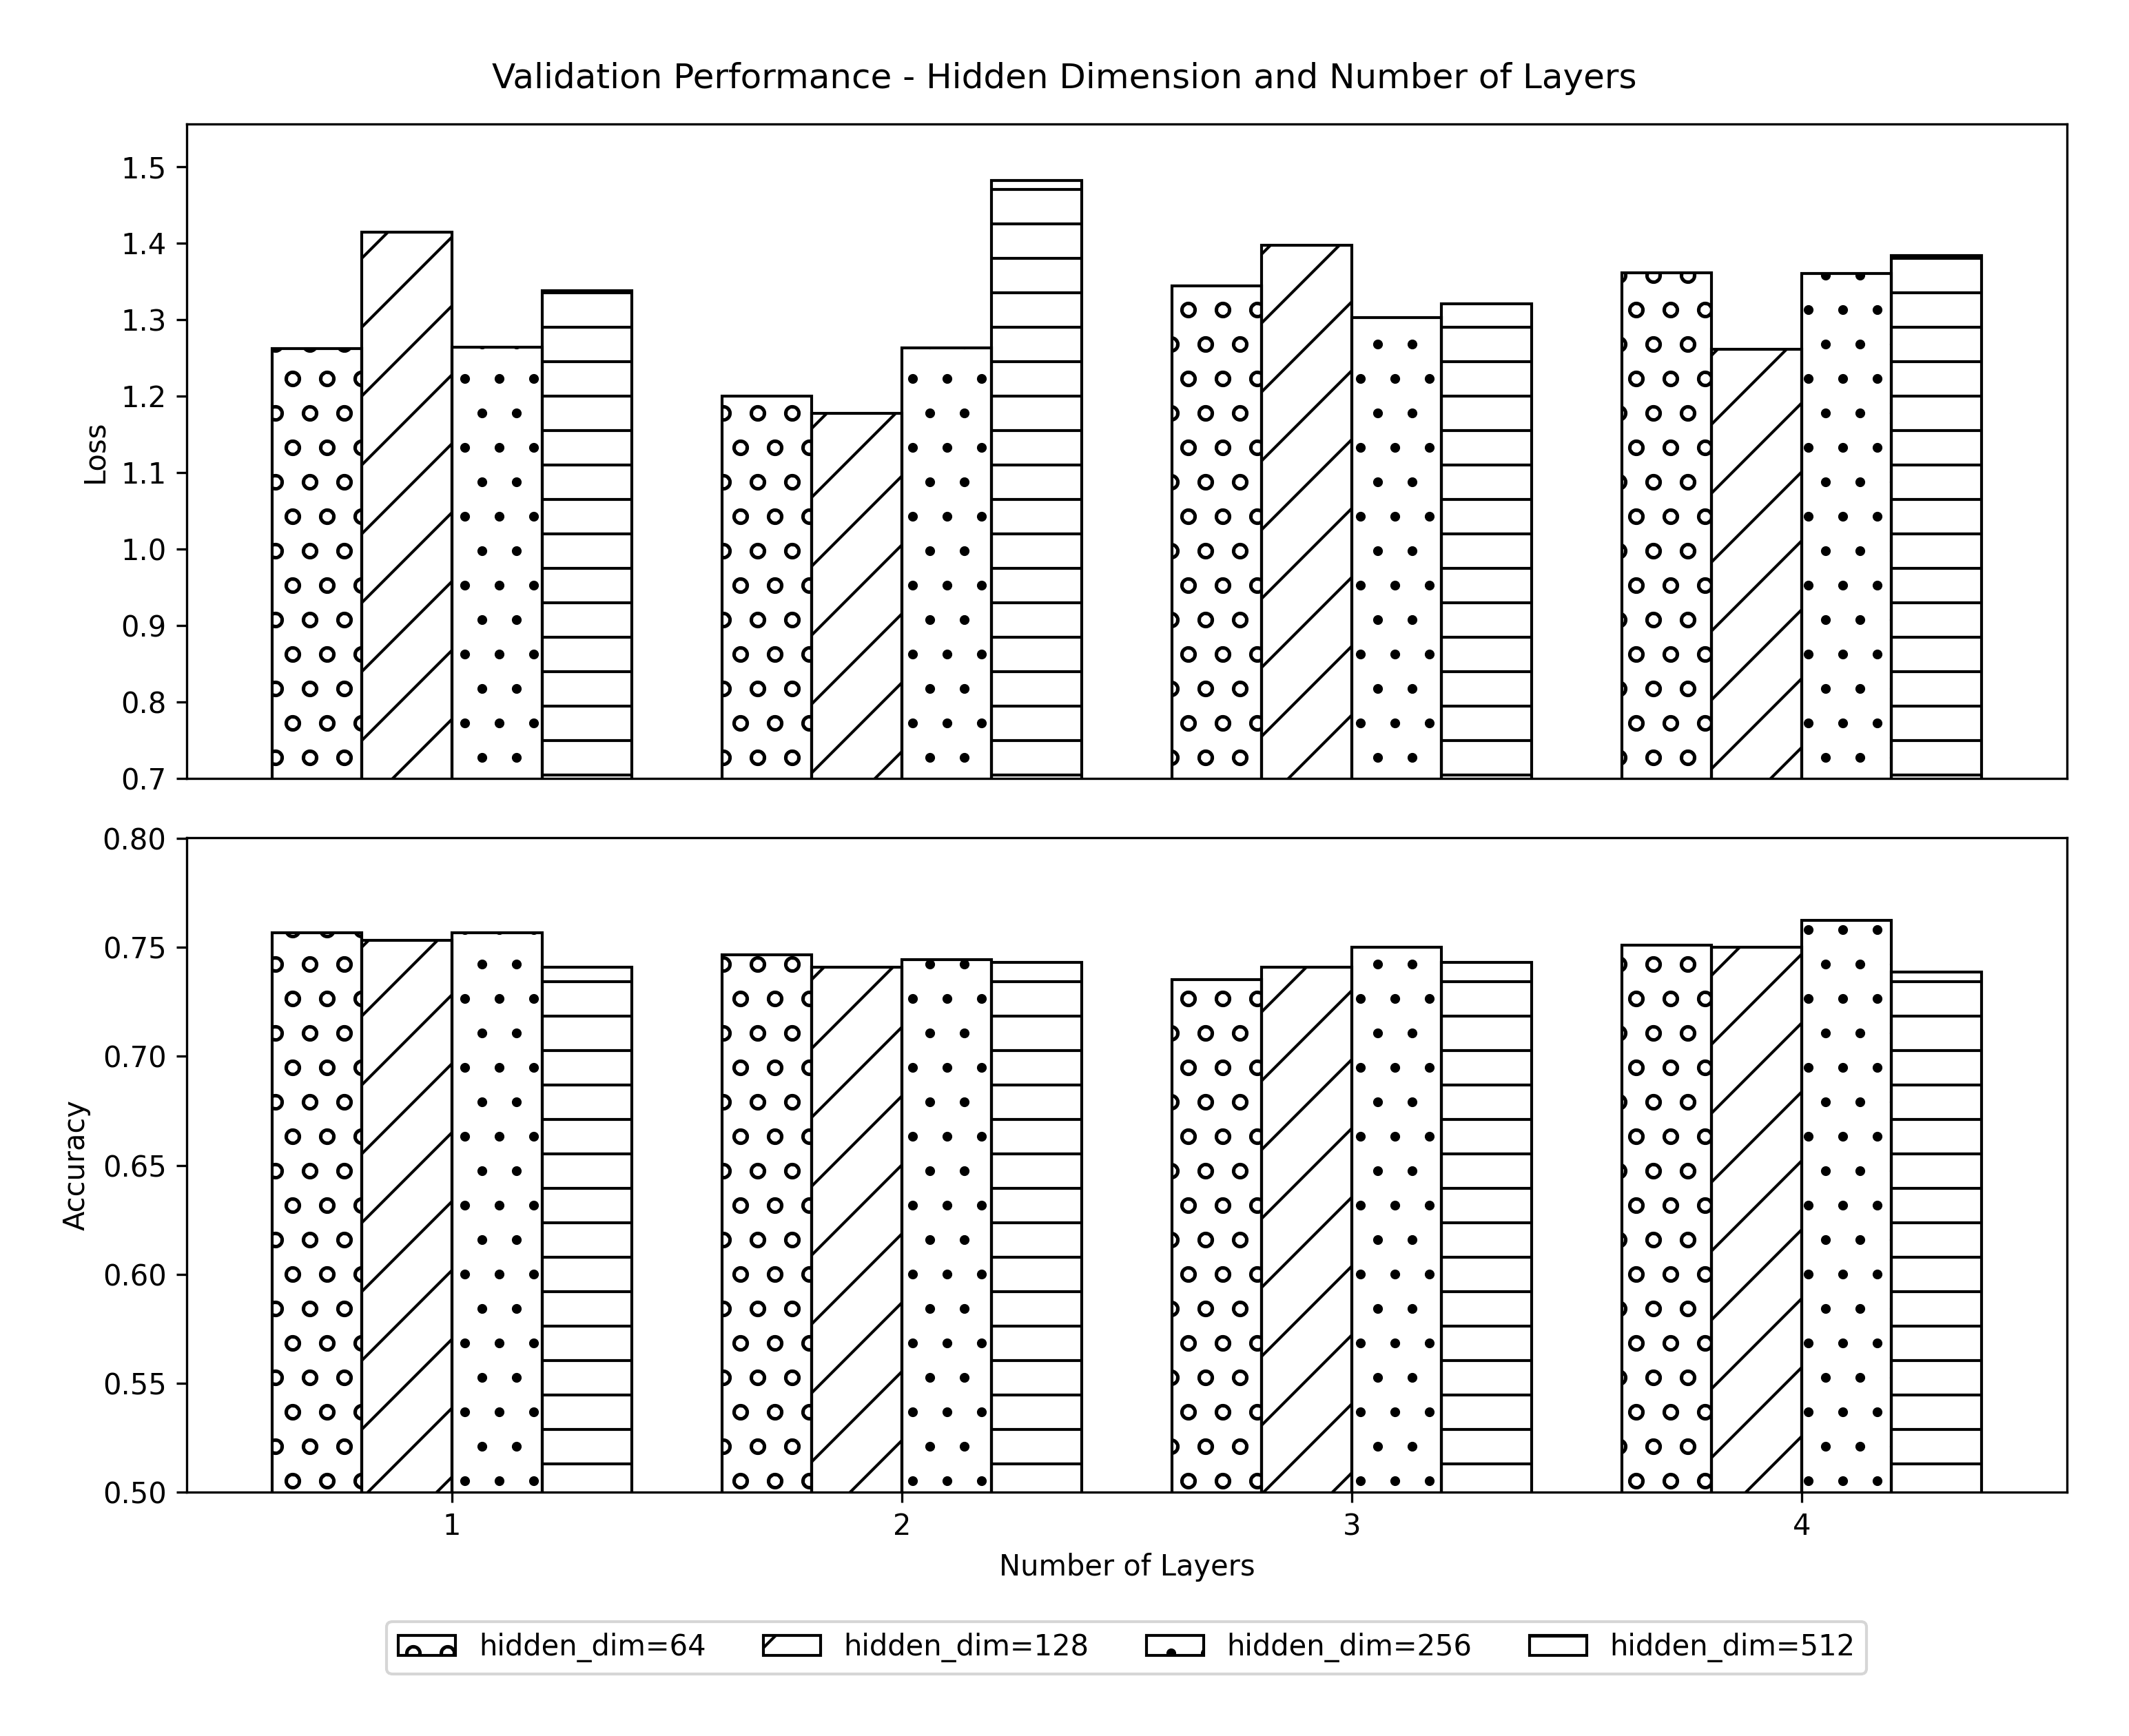 Validation Performance - Hidden Dimension and Number of Layers
Loss
1.5
1.4
1.3
1.2
1.1
1.0
0.9
0.8
0.7
Accuracy
0.80
0.75
0.70
0.65
0.60
0.55
0.50
1 2 3 4
Number of Layers
hidden_dim=64 hidden_dim=128 hidden_dim=256 hidden_dim=512